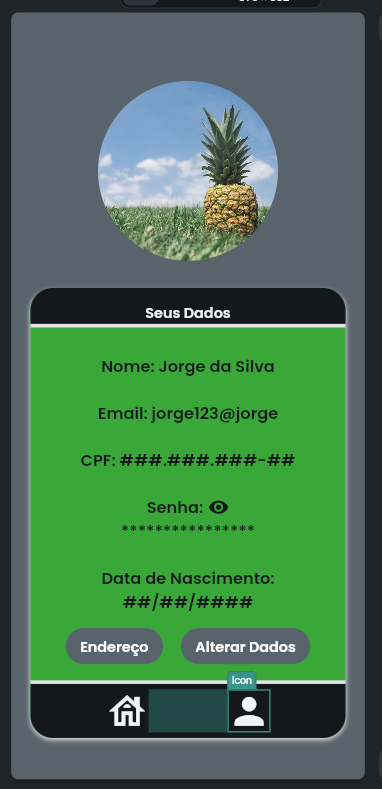 Seus Dados
Nome: Jorge da Silva
Email: jorge123@jorge
CPF: ###.###.###-##
Senha:
****************
Data de Nascimento:
##/##/####
Endereço
Alterar Dados
Icon